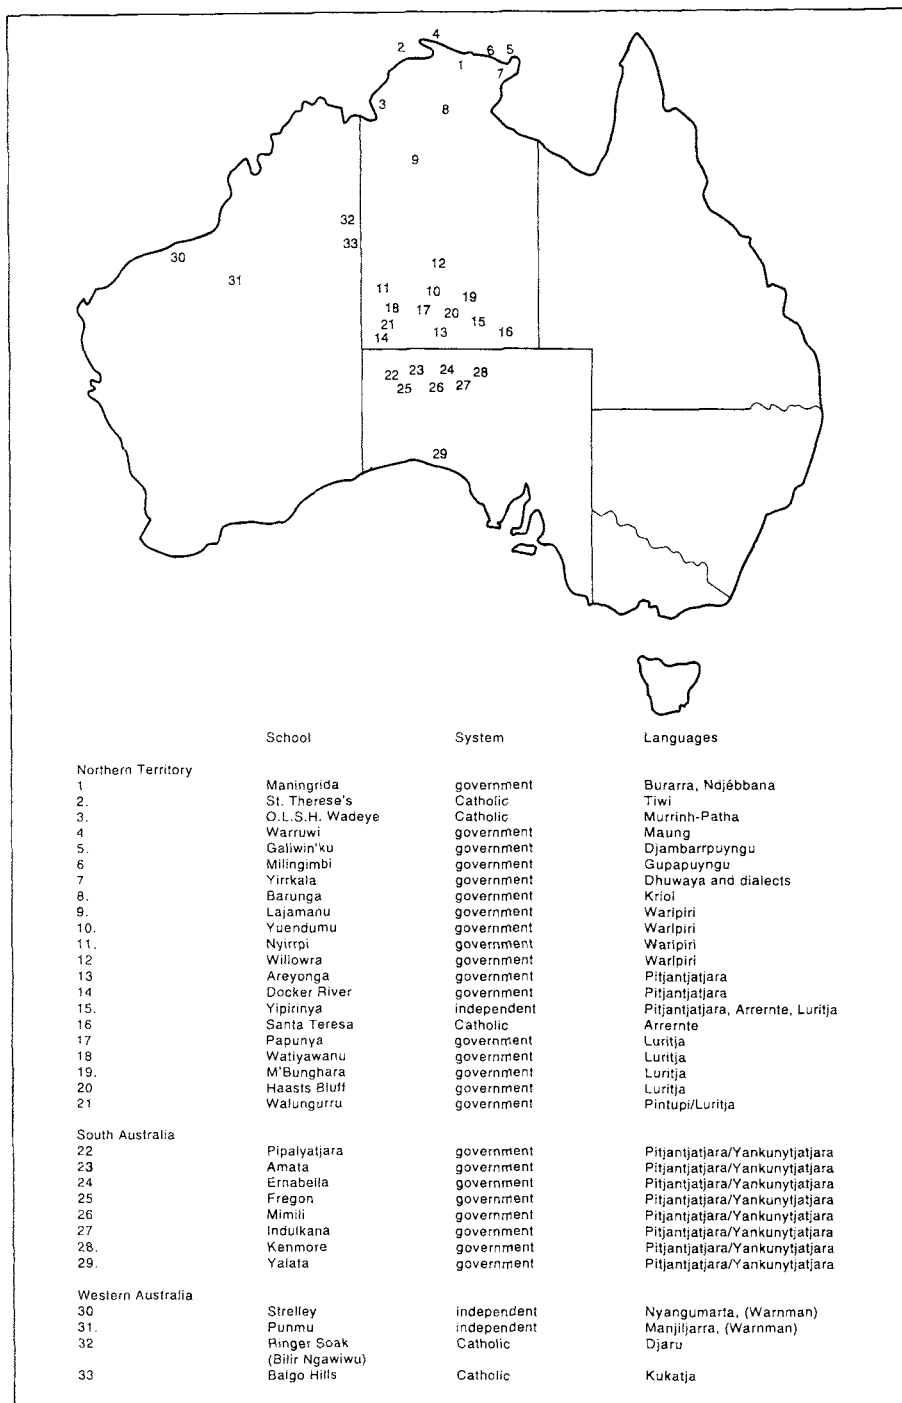 4
2
6 5
1
7
3
8
9
32
33
30
12
31
11 10 19
18 17 20
21 15
14 13 16
22 23 24 28
25 26 27
29
School System Languages
Northern Territory
1 Maningrida government Burarra, Ndjébbana
2. St. Therese's Catholic Tiwi
3. O.L.S.H. Wadeye Catholic Murrinh-Patha
4 Warruwi government Maung
5. Galiwin'ku government Djambarrpuyngu
6 Milingimbi government Gupapuyngu
7 Yirrkala government Dhuwaya and dialects
8. Barunga government Kriol
9. Lajamanu government Warlpiri
10. Yuendumu government Warlpiri
11. Nyirrpi government Warlpiri
12 Willowra government Warlpiri
13 Areyonga government Pitjantjatjara
14 Docker River government Pitjantjatjara
15. Yipirinya independent Pitjantjatjara, Arrernte, Luritja
16 Santa Teresa Catholic Arrernte
17 Papunya government Luritja
18 Watiyawanu government Luritja
19. M'Bunghara government Luritja
20 Haasts Bluff government Luritja
21 Walungurru government Pintupi/Luritja
South Australia
22 Pipalyatjara government Pitjantjatjara/Yankunytjatjara
23 Amata government Pitjantjatjara/Yankunytjatjara
24 Ernabella government Pitjantjatjara/Yankunytjatjara
25 Fregon government Pitjantjatjara/Yankunytjatjara
26 Mimili government Pitjantjatjara/Yankunytjatjara
27 Indulkana government Pitjantjatjara/Yankunytjatjara
28. Kenmore government Pitjantjatjara/Yankunytjatjara
29. Yalata government Pitjantjatjara/Yankunytjatjara
Western Australia
30 Strelley independent Nyangumarta, (Warnman)
31. Punmu independent Manjiljarra, (Warnman)
32 Ringer Soak Catholic Djaru
(Bilir Ngawiwu)
33 Balgo Hills Catholic Kukatja